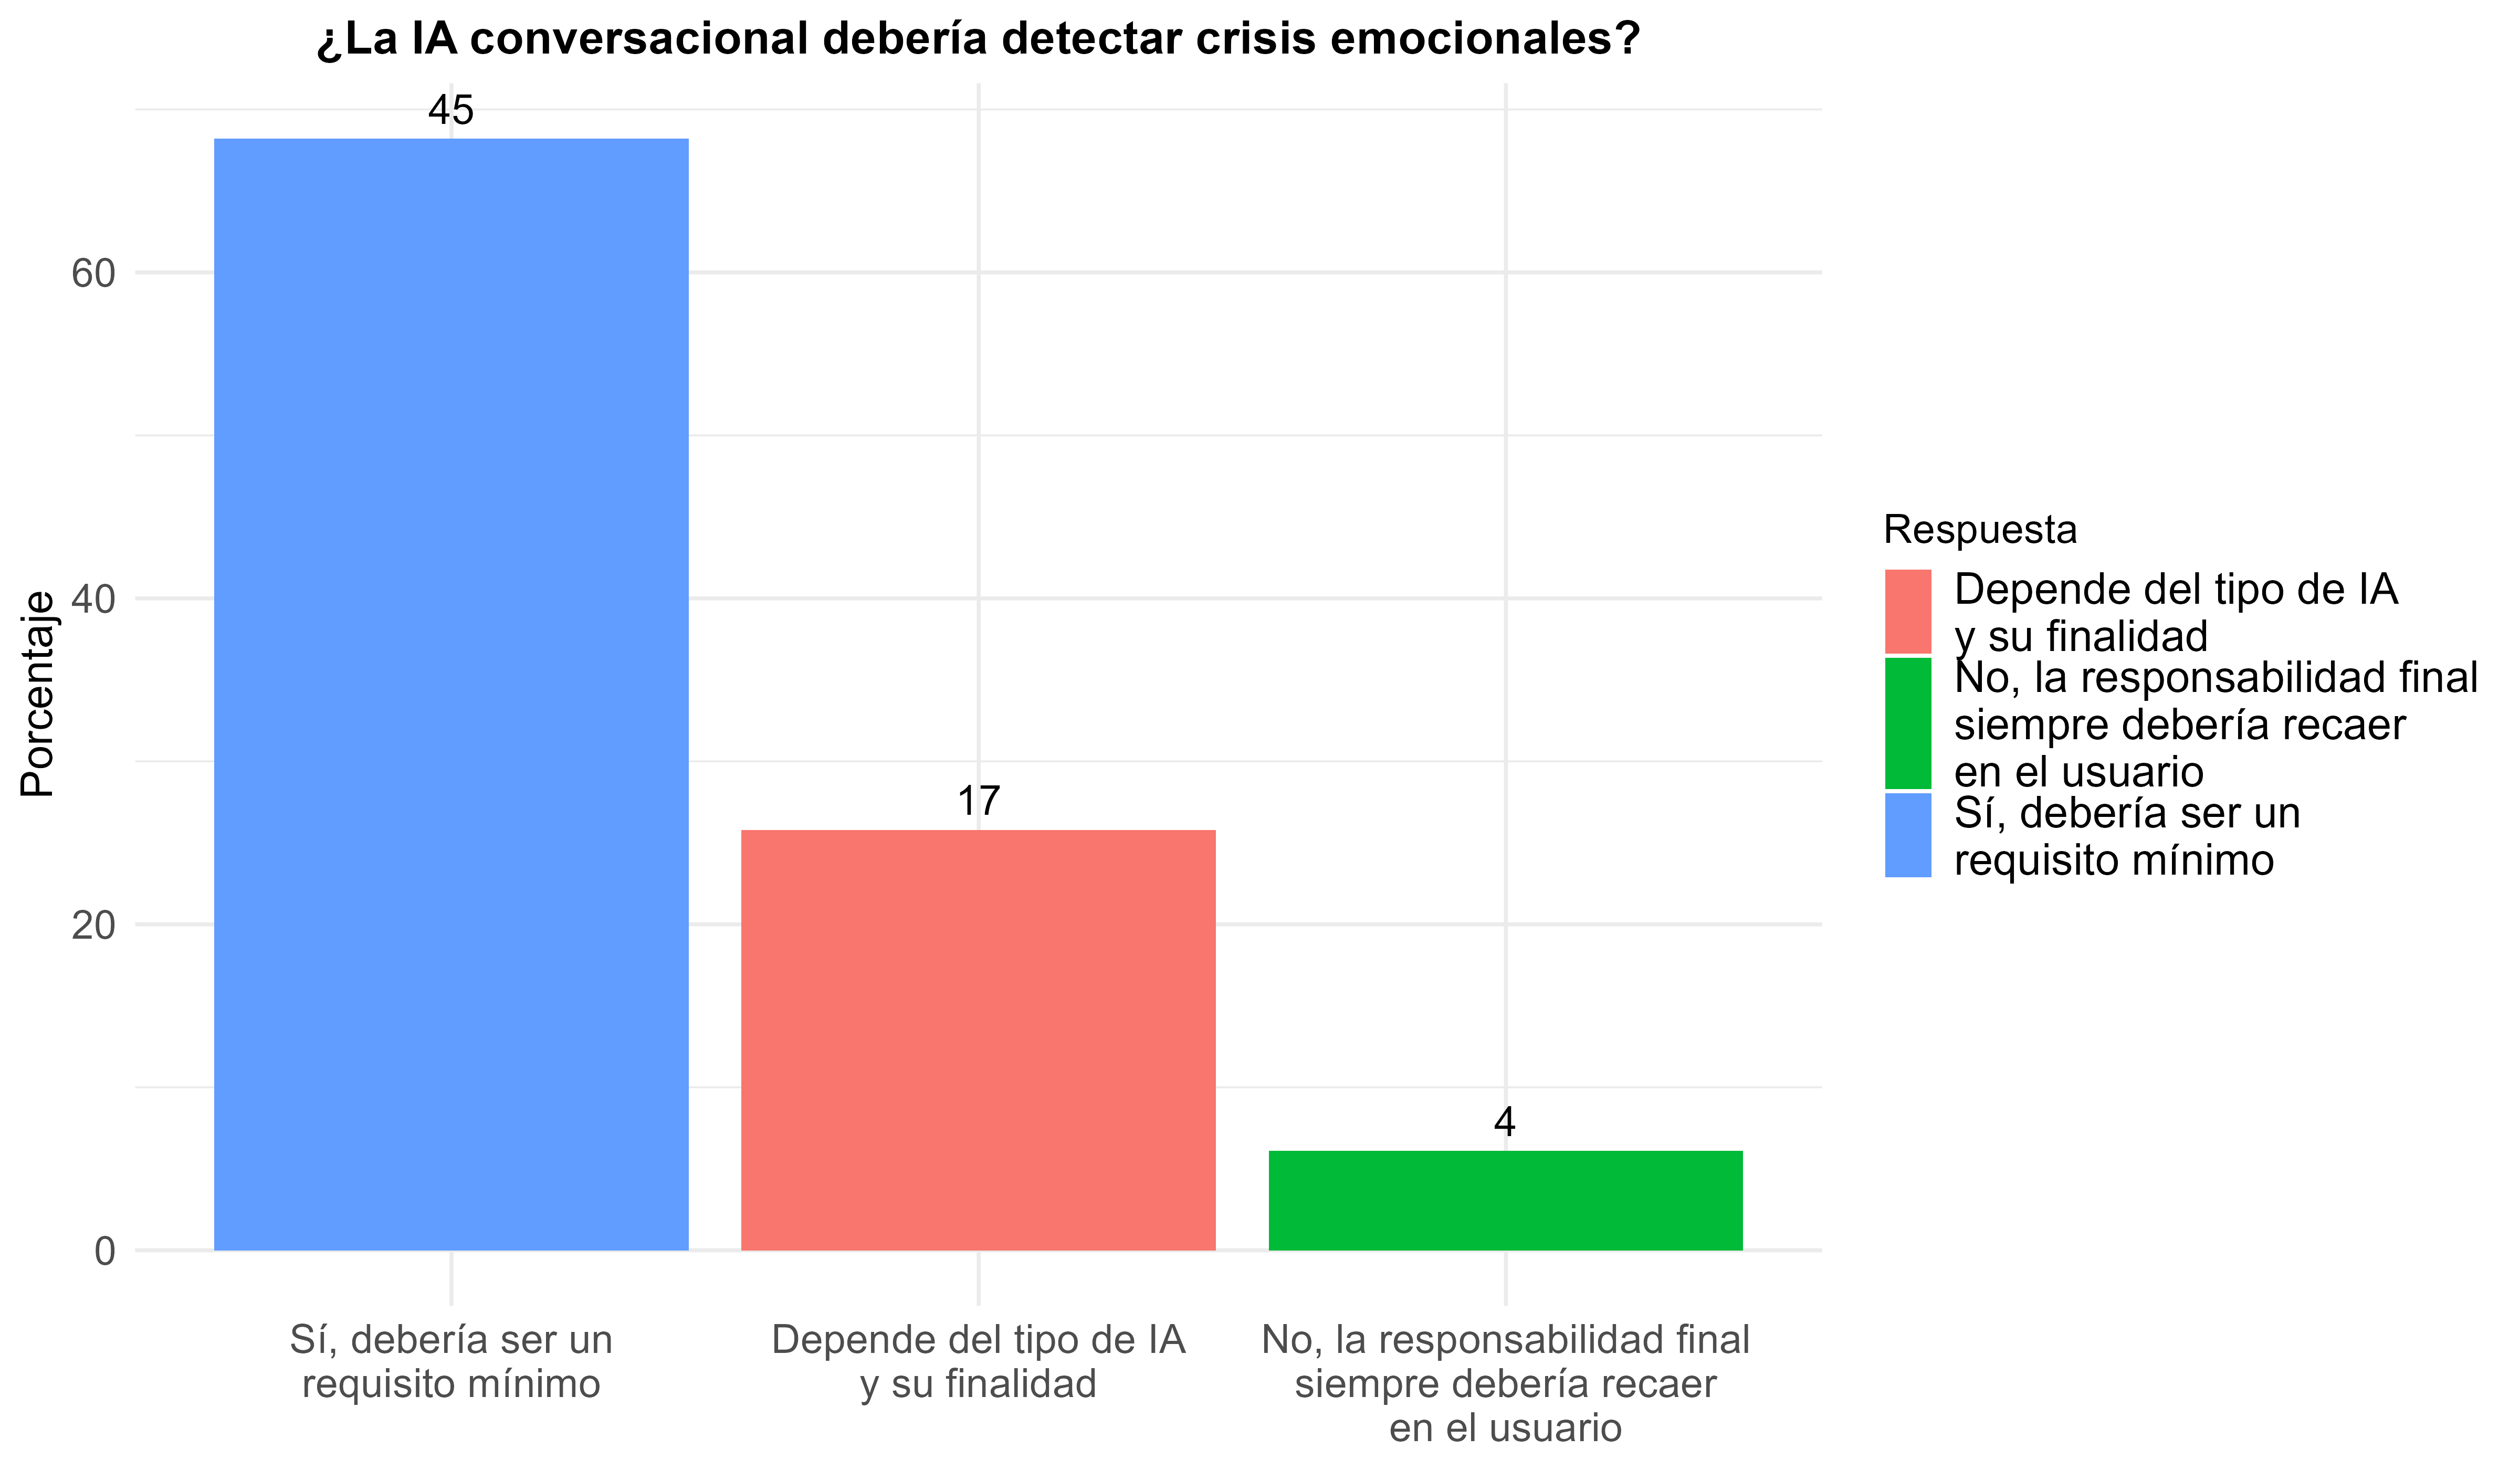 ¿La IA conversacional debería detectar crisis emocionales?
45
60
17
40
Porcentaje
20
4
0
Sí, debería ser un
requisito mínimo
Depende del tipo de IA
y su finalidad
No, la responsabilidad final
siempre debería recaer
en el usuario
Respuesta
Depende del tipo de IA
y su finalidad
No, la responsabilidad final
siempre debería recaer
en el usuario
Sí, debería ser un
requisito mínimo